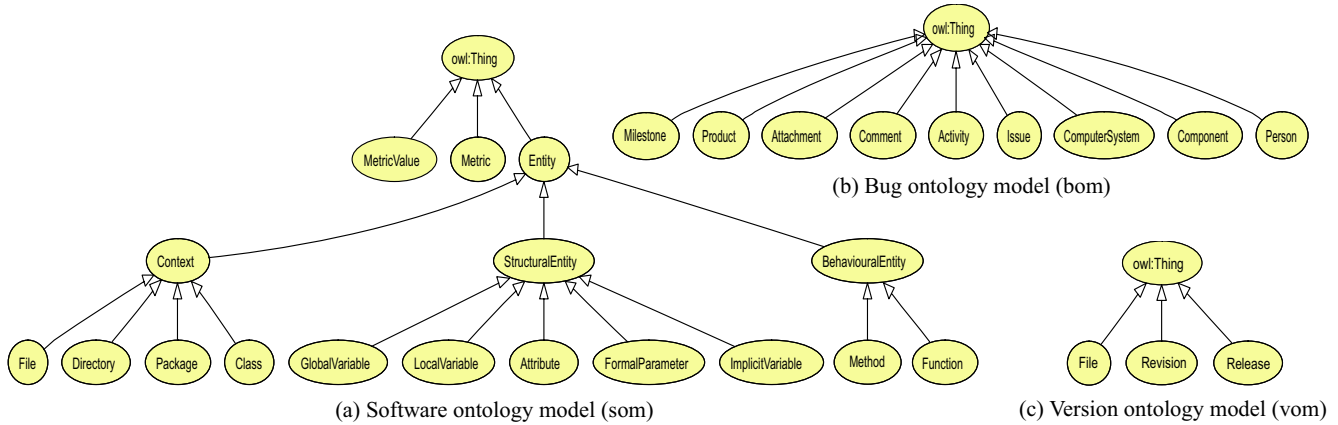 owl:Thing
MetricValue
Metric
Entity
Context
StructuralEntity
BehaviouralEntity
File
Directory
Package
Class
GlobalVariable
LocalVariable
Attribute
FormalParameter
ImplicitVariable
Method
Function
(a) Software ontology model (som)
owl:Thing
Milestone
Product
Attachment
Comment
Activity
Issue
ComputerSystem
Component
Person
(b) Bug ontology model (bom)
owl:Thing
File
Revision
Release
(c) Version ontology model (vom)